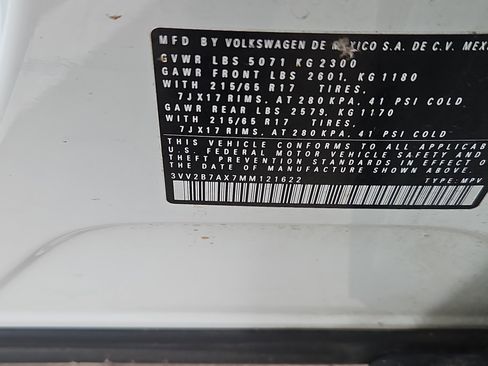 MFD BY VOLKSWAGEN DE MEXICO S.A. DE C.V. MEXI
GVWR LBS 5071 KG 2300
GAWR FRONT LBS 2601, KG 1180
WITH 215/65 R17 TIRES,
7JX17 RIMS, AT 280 KPA, 41 PSI COLD
GAWR REAR LBS 2579, KG 1170
WITH 215/65 R17 TIRES,
7JX17 RIMS, AT 280 KPA, 41 PSI COLD
THIS VEHICLE CONFORMS TO ALL APPLICAB
U.S. FEDERAL MOTOR VEHICLE SAFETY AND
THEFT PREVENTION STANDARDS IN EFFECT O
THE DATE OF MANUFACTURE SHOWN ABOVE
3VV2B7AX7MM121622 TYPE: MPV